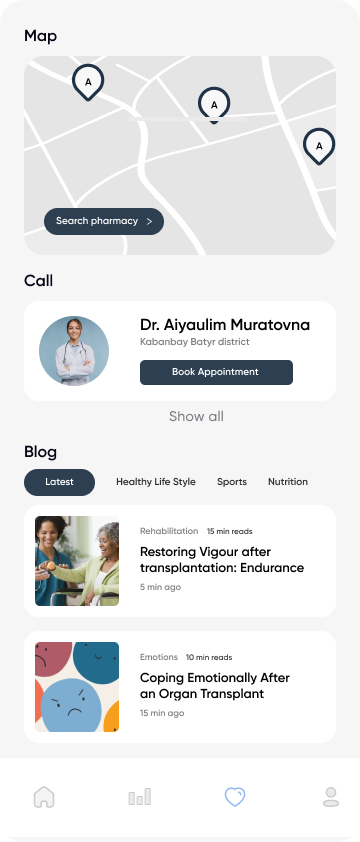 Map
A
A
A
Search pharmacy >
Call
Dr. Aiyaulim Muratovna
Kabanbay Batyr district
Book Appointment
Show all
Blog
Latest Healthy Life Style Sports Nutrition
Rehabilitation 15 min reads
Restoring Vigour after
transplantation: Endurance
5 min ago
Emotions 10 min reads
Coping Emotionally After
an Organ Transplant
15 min ago